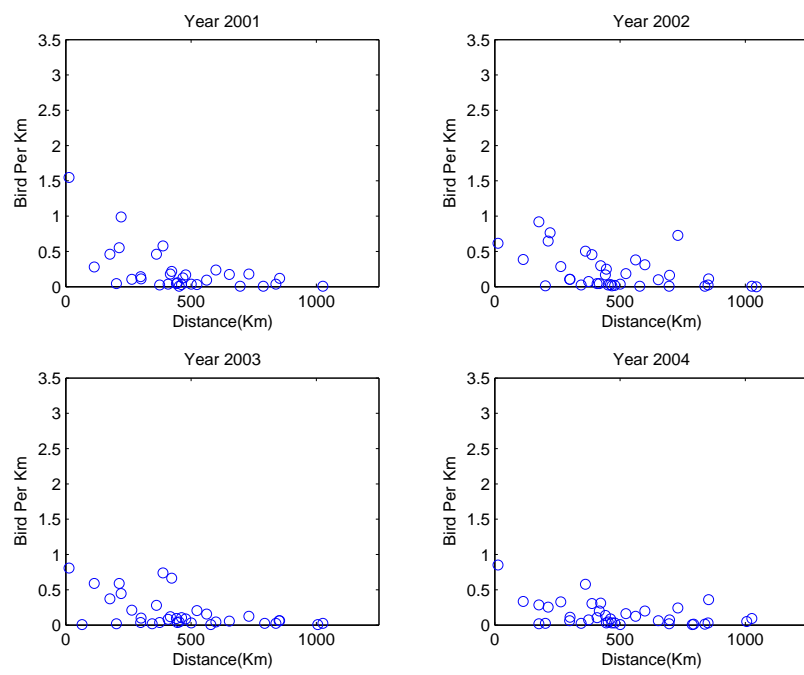 Year 2001
3.5
3
2.5
2
1.5
1
0.5
0
0 500 1000
Bird Per Km
Distance(Km)
Year 2002
3.5
3
2.5
2
1.5
1
0.5
0
0 500 1000
Bird Per Km
Distance(Km)
Year 2003
3.5
3
2.5
2
1.5
1
0.5
0
0 500 1000
Bird Per Km
Distance(Km)
Year 2004
3.5
3
2.5
2
1.5
1
0.5
0
0 500 1000
Bird Per Km
Distance(Km)